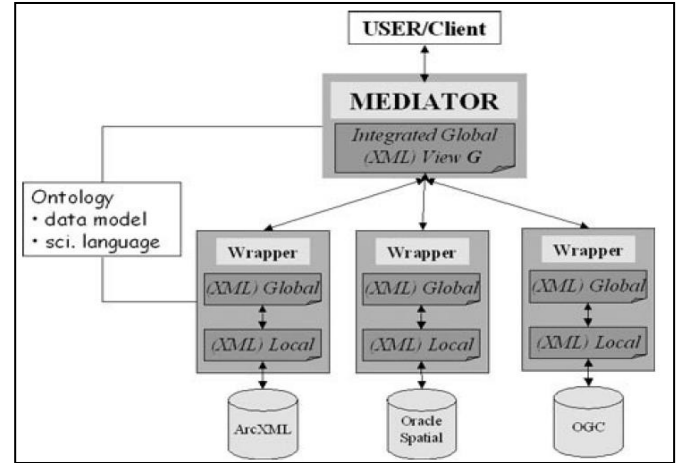 USER/Client
MEDIATOR
Integrated Global
(XML) View G
Ontology
• data model
• sci. language
Wrapper
(XML) Global
(XML) Local
ArcXML
Wrapper
(XML) Global
(XML) Local
Oracle
Spatial
Wrapper
(XML) Global
(XML) Local
OGC